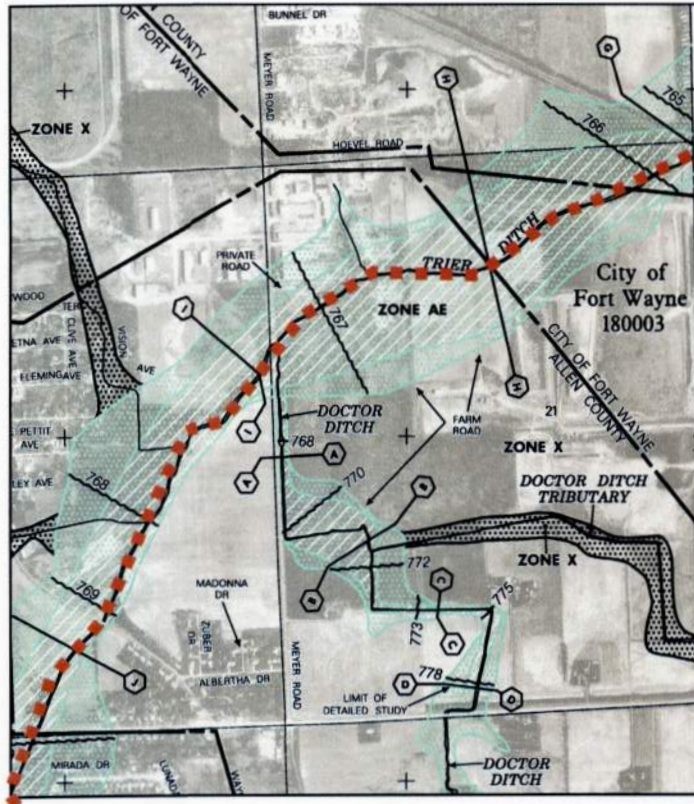 BUNNEL DR
COUNTY
OF FORT WAYNE
MEYER ROAD
G
H
765
766
ZONE X
HOEVEL ROAD
PRIVATE
ROAD
TRIER
DITCH
City of
Fort Wayne
180003
WOOD
I
ZONE AE
767
ETNA AVE
CLIVE AVE
VISION
AVE
FLEMING AVE
CITY OF FORT WAYNE
ALLEN COUNTY
H
DOCTOR
DITCH
FARM
ROAD
21
PETTIT
AVE
I
768
ZONE X
A
A
770
B
DOCTOR DITCH
TRIBUTARY
LEY AVE
768
ZONE X
772
769
MADONNA
DR
B
C
775
773
C
ZUBER
DR
J
ALBERTHA DR
MEYER ROAD
778
D
D
LIMIT OF
DETAILED STUDY
MIRADA DR
LUNADA
WAY
DOCTOR
DITCH